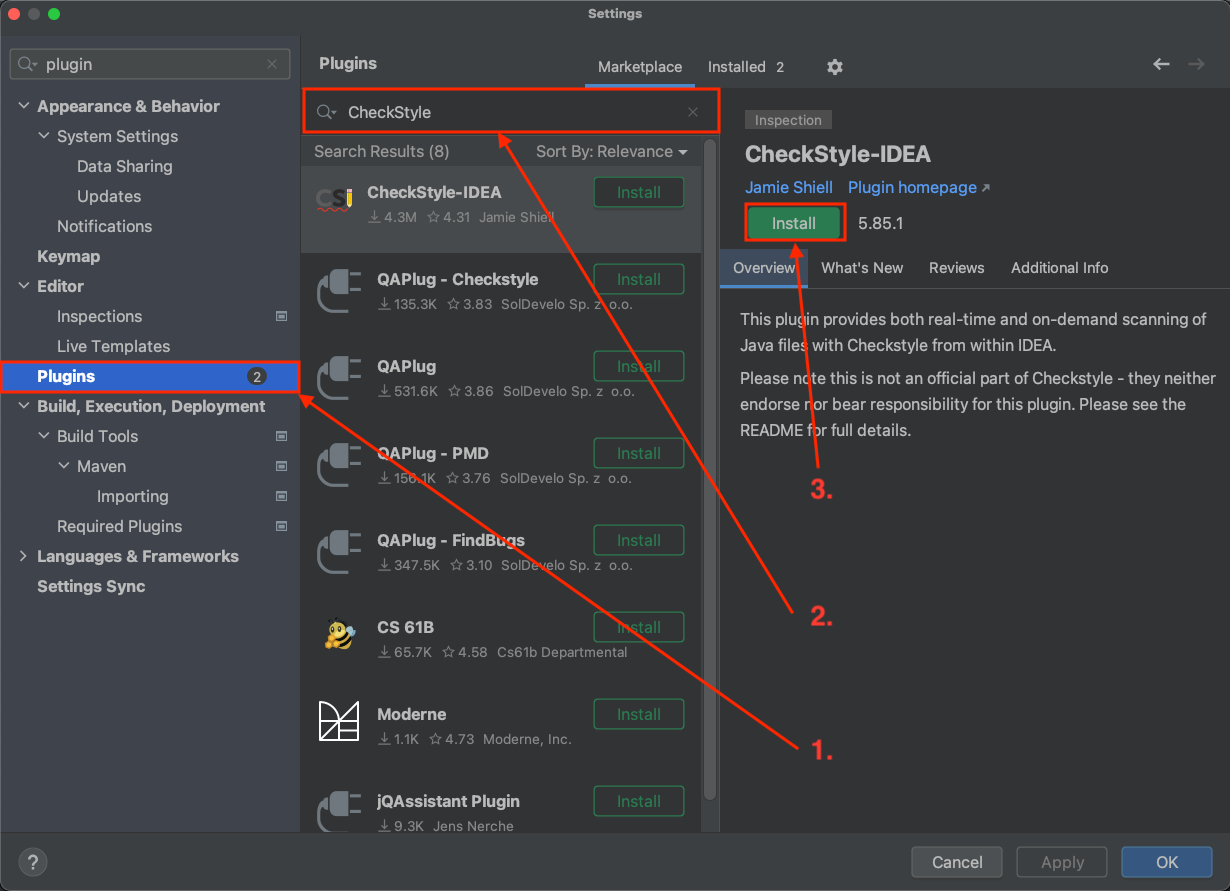 Settings
plugin
Appearance & Behavior
System Settings
Data Sharing
Updates
Notifications
Keymap
Editor
Inspections
Live Templates
Plugins 2
Build, Execution, Deployment
Build Tools
Maven
Importing
Required Plugins
Languages & Frameworks
Settings Sync
Plugins
Marketplace Installed 2
CheckStyle
Search Results (8) Sort By: Relevance
CSI
CheckStyle-IDEA Install
4.3M 4.31 Jamie Shiell
QAPlug - Checkstyle Install
135.3K 3.83 SolDevelo Sp. z o.o.
QAPlug Install
531.6K 3.86 SolDevelo Sp. z o.o.
QAPlug - PMD Install
156.1K 3.76 SolDevelo Sp. z o.o.
QAPlug - FindBugs Install
347.5K 3.10 SolDevelo Sp. z o.o.
CS 61B Install
65.7K 4.58 Cs61b Departmental
Moderne Install
1.1K 4.73 Moderne, Inc.
jQAssistant Plugin Install
9.3K Jens Nerche
Inspection
CheckStyle-IDEA
Jamie Shiell Plugin homepage
Install 5.85.1
Overview What's New Reviews Additional Info
This plugin provides both real-time and on-demand scanning of
Java files with Checkstyle from within IDEA.
Please note this is not an official part of Checkstyle - they neither
endorse nor bear responsibility for this plugin. Please see the
README for full details.
3.
2.
1.
?
Cancel Apply OK